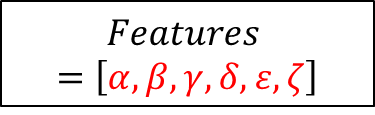 Features
= [α, β, γ, δ, ε, ζ]